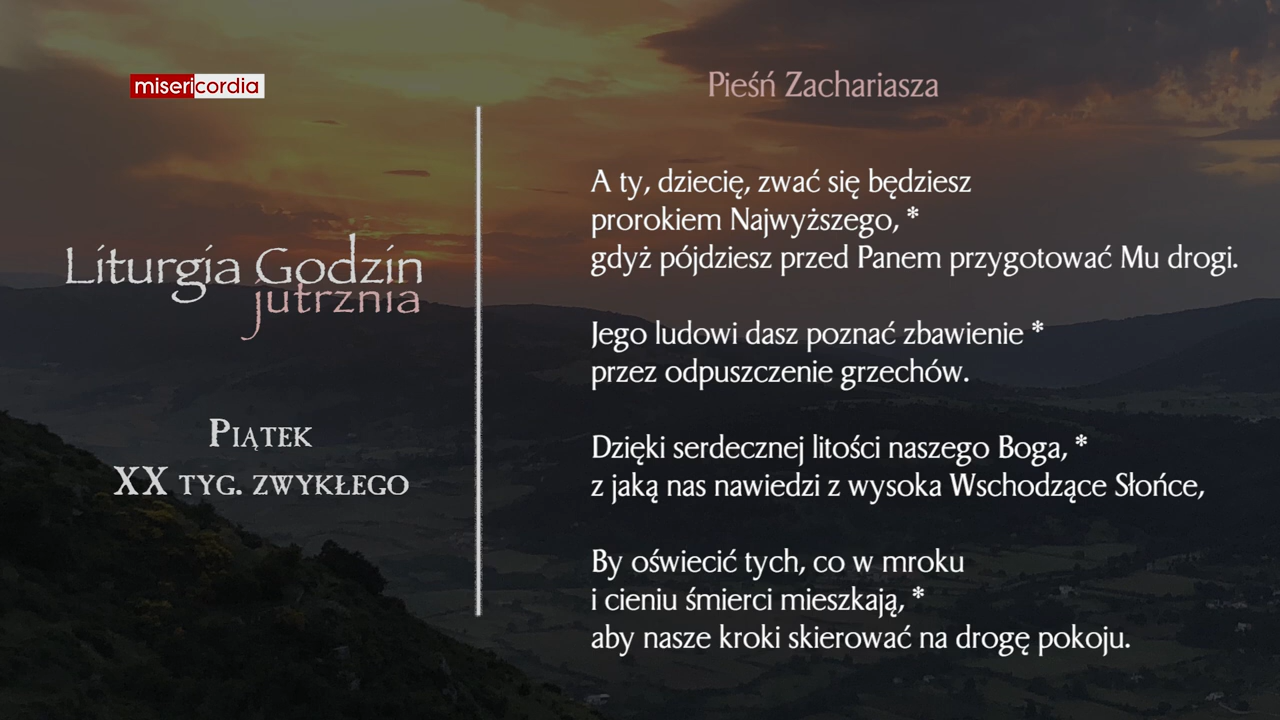 misericordia
Liturgia Godzin
jutrznia
Piątek
XX tyg. zwykłego
Pieśń Zachariasza
A ty, dziecię, zwać się będziesz
prorokiem Najwyższego, *
gdyż pójdziesz przed Panem przygotować Mu drogi.
Jego ludowi dasz poznać zbawienie *
przez odpuszczenie grzechów.
Dzięki serdecznej litości naszego Boga, *
z jaką nas nawiedzi z wysoka Wschodzące Słońce,
By oświecić tych, co w mroku
i cieniu śmierci mieszkają, *
aby nasze kroki skierować na drogę pokoju.